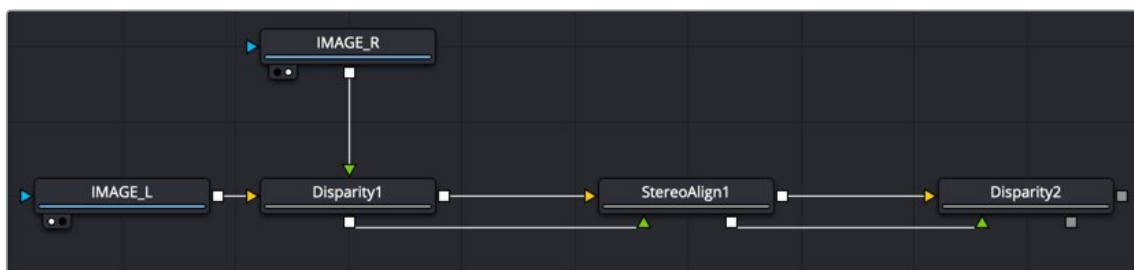 IMAGE_R
IMAGE_L
Disparity1
StereoAlign1
Disparity2